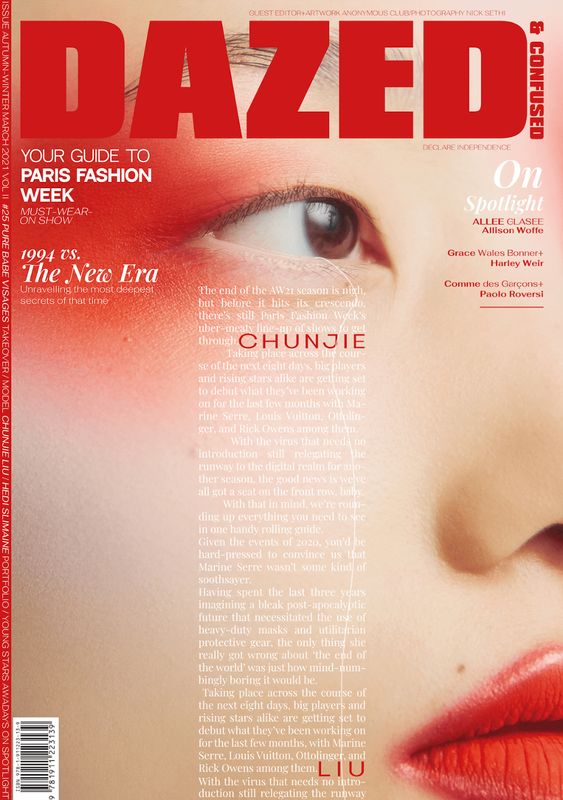 GUEST EDITOR+ARTWORK ANONYMOUS CLUB/PHOTOGRAPHY NICK SETHI
DAZED
& CONFUSED
DECLARE INDEPENDENCE
YOUR GUIDE TO
PARIS FASHION
WEEK
MUST-WEAR-
ON SHOW
1994 vs.
The New Era
Unravelling the most deepest
secrets of that time
On
Spotlight
ALLEE GLASEE
Allison Woffe
Grace Wales Bonner+
Harley Weir
Comme des Garçons+
Paolo Roversi
The end of the AW21 season is nigh,
but before it hits its crescendo,
there's still Paris Fashion Week's
uber-meaty line-up of shows to get
through.
CHUNJIE
Taking place across the cour-
se of the next eight days, big players
and rising stars alike are getting set
to debut what they've been working
on for the last few months with Ma-
rine Serre, Louis Vuitton, Ottolin-
ger, and Rick Owens among them.
With the virus that needs no
introduction still relegating the
runway to the digital realm for ano-
ther season, the good news is we've
all got a seat on the front row, baby.
With that in mind, we're roun-
ding up everything you need to see
in one handy rolling guide.
Given the events of 2020, you'd be
hard-pressed to convince us that
Marine Serre wasn't some kind of
soothsayer.
Having spent the last three years
imagining a bleak post-apocalyptic
future that necessitated the use of
heavy-duty masks and utilitarian
protective gear, the only thing she
really got wrong about 'the end of
the world' was just how mind-num-
bingly boring it would be.
Taking place across the course of
the next eight days, big players and
rising stars alike are getting set to
debut what they've been working on
for the last few months, with Marine
Serre, Louis Vuitton, Ottolinger, and
Rick Owens among them.
LIU
With the virus that needs no intro-
duction still relegating the runway
ISSUE AUTUMN-WINTER MARCH 2021 VOL II #25 PURE BABE VISAGES TAKEOVER / MODEL CHUNJIE LIU / HEDI SLIMAINE PORTFOLIO / YOUNG STARS AWADAYS ON SPOTLIGHT
9 781911 223139